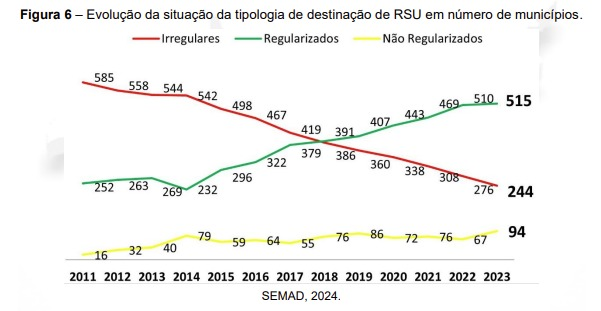 Figura 6 – Evolução da situação da tipologia de destinação de RSU em número de municípios.
Irregulares Regularizados Não Regularizados
585 558 544 542 498 467 419 391 407 443 469 510 515
252 263 269 232 296 322 379 386 360 338 308 276 244
16 32 40 79 59 64 55 76 86 72 76 67 94
2011 2012 2013 2014 2015 2016 2017 2018 2019 2020 2021 2022 2023
SEMAD, 2024.